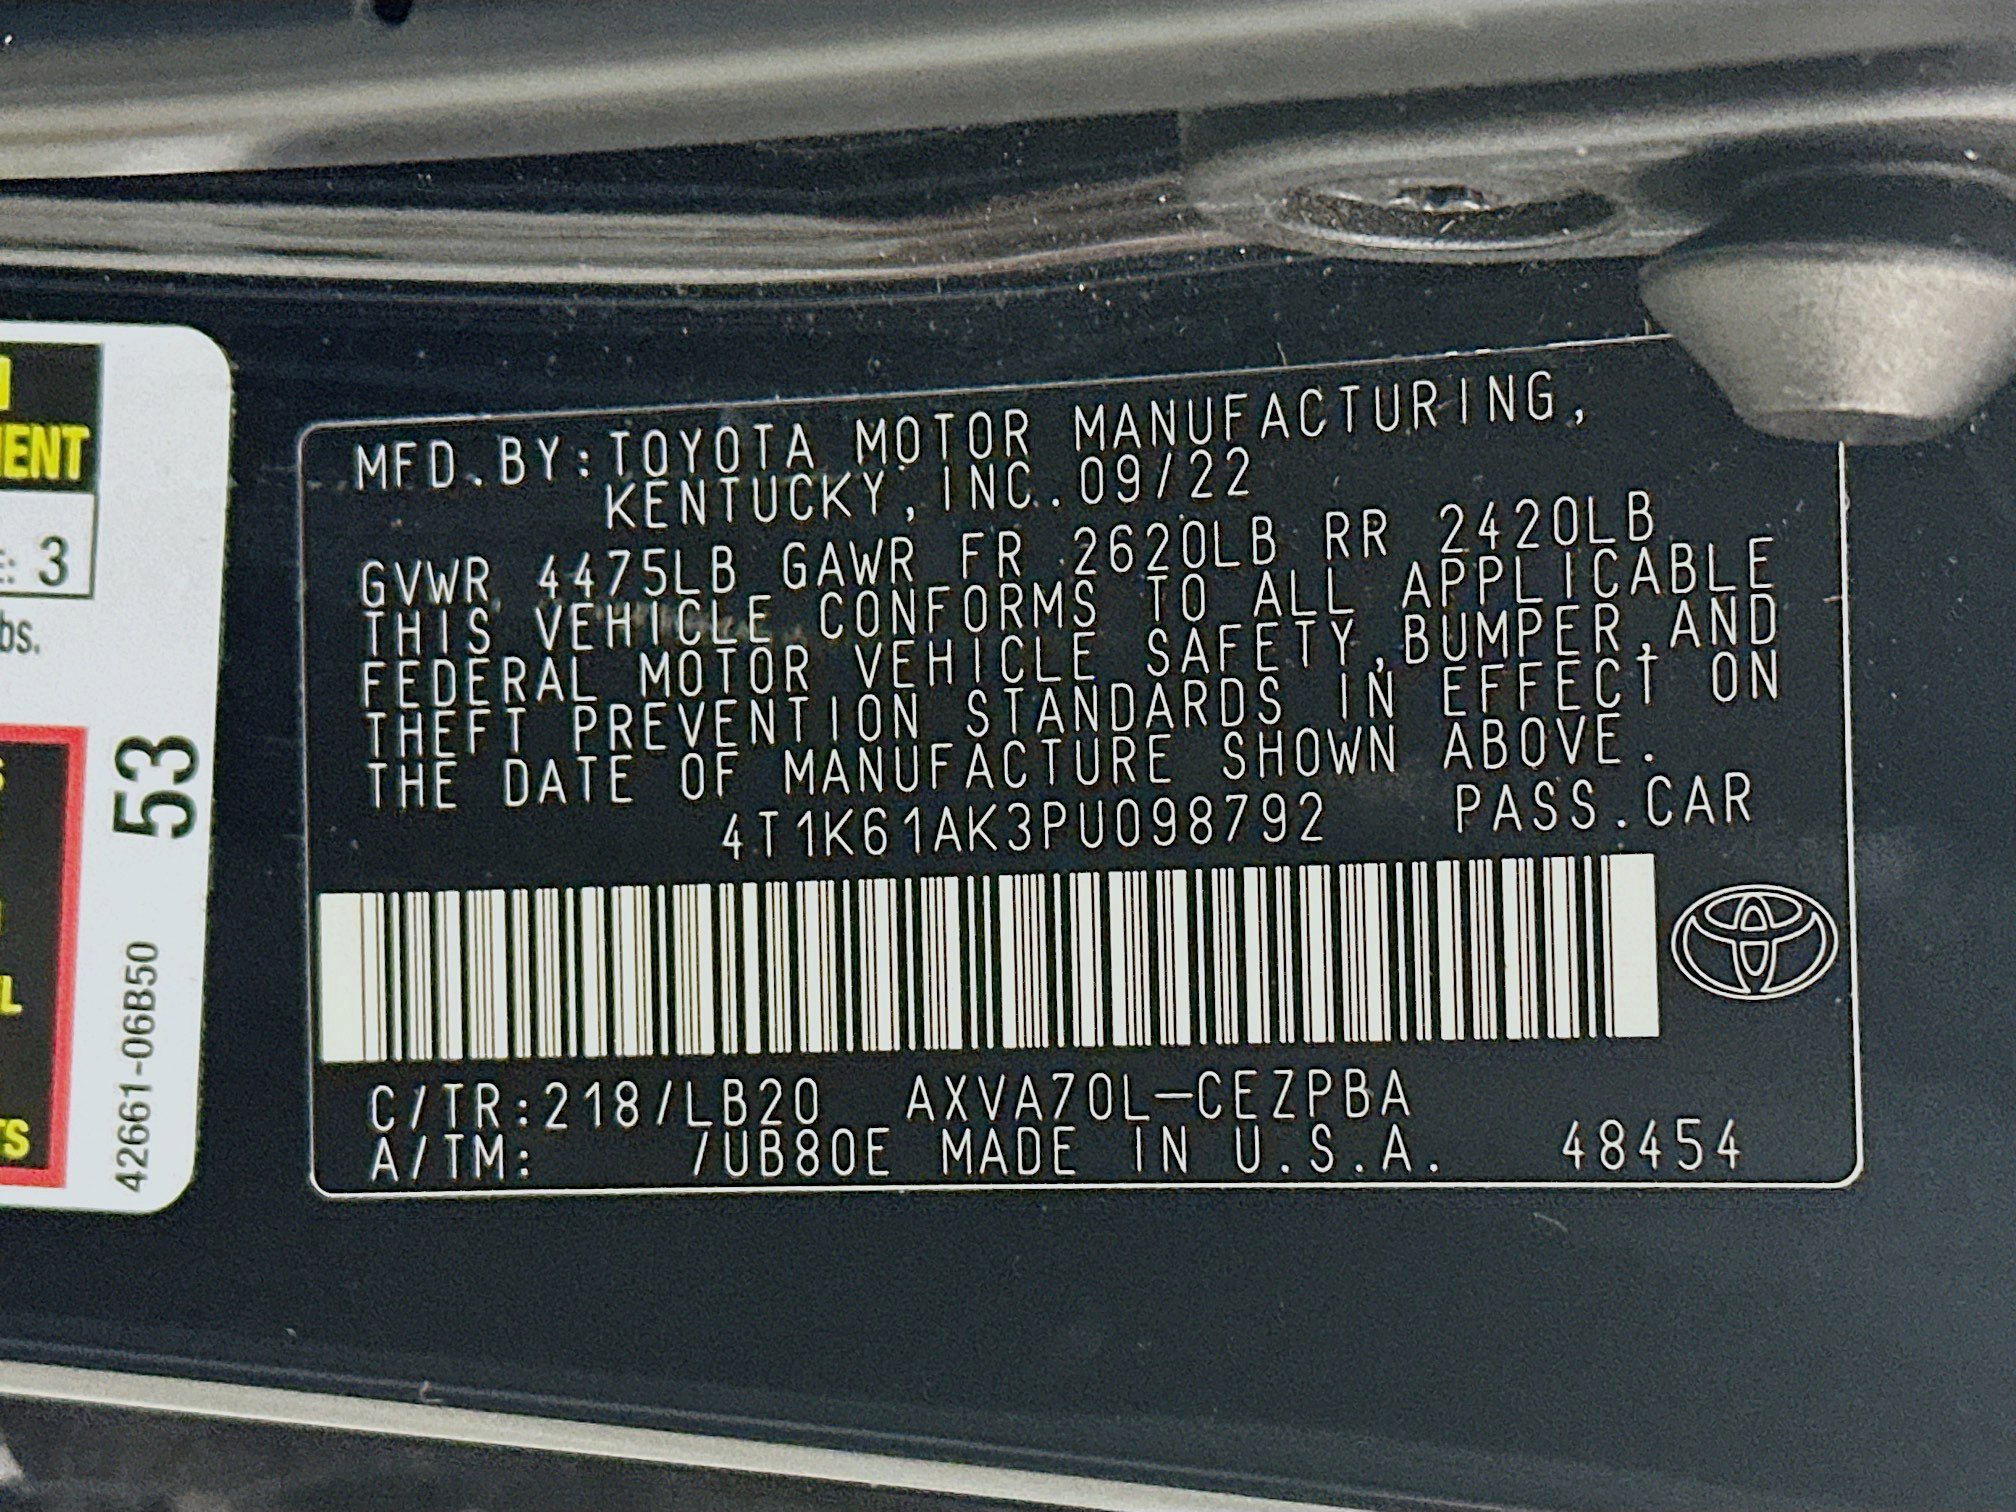 ENT
: 3
bs.
53
42661-06B50
MFD.BY:TOYOTA MOTOR MANUFACTURING,
KENTUCKY,INC.09/22
GVWR 4475LB GAWR FR 2620LB RR 2420LB
THIS VEHICLE CONFORMS TO ALL APPLICABLE
FEDERAL MOTOR VEHICLE SAFETY,BUMPER,AND
THEFT PREVENTION STANDARDS IN EFFECT ON
THE DATE OF MANUFACTURE SHOWN ABOVE.
4T1K61AK3PU098792 PASS.CAR
C/TR:218/LB20 AXVA70L-CEZPBA
A/TM: /UB80E MADE IN U.S.A. 48454